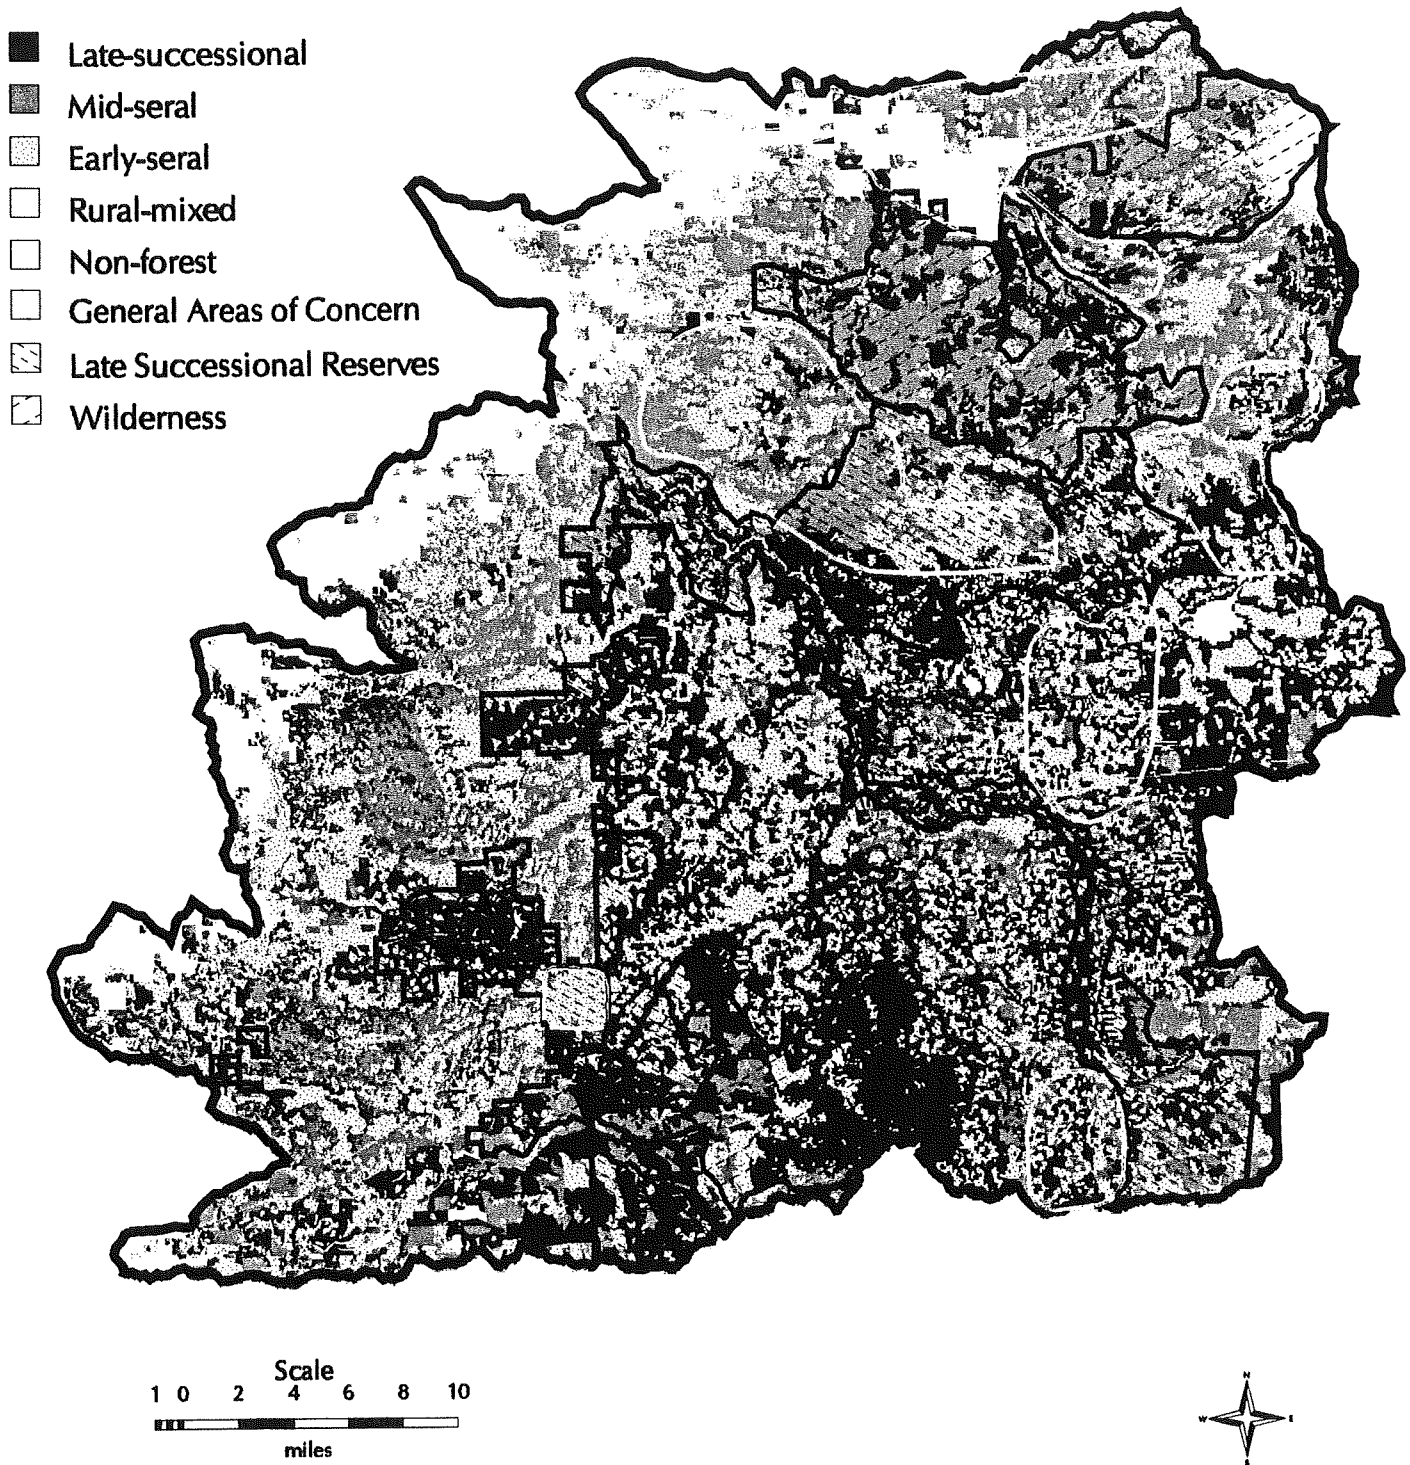 Late-successional
Mid-seral
Early-seral
Rural-mixed
Non-forest
General Areas of Concern
Late Successional Reserves
Wilderness
Scale
1 0 2 4 6 8 10
miles
N
W E
S